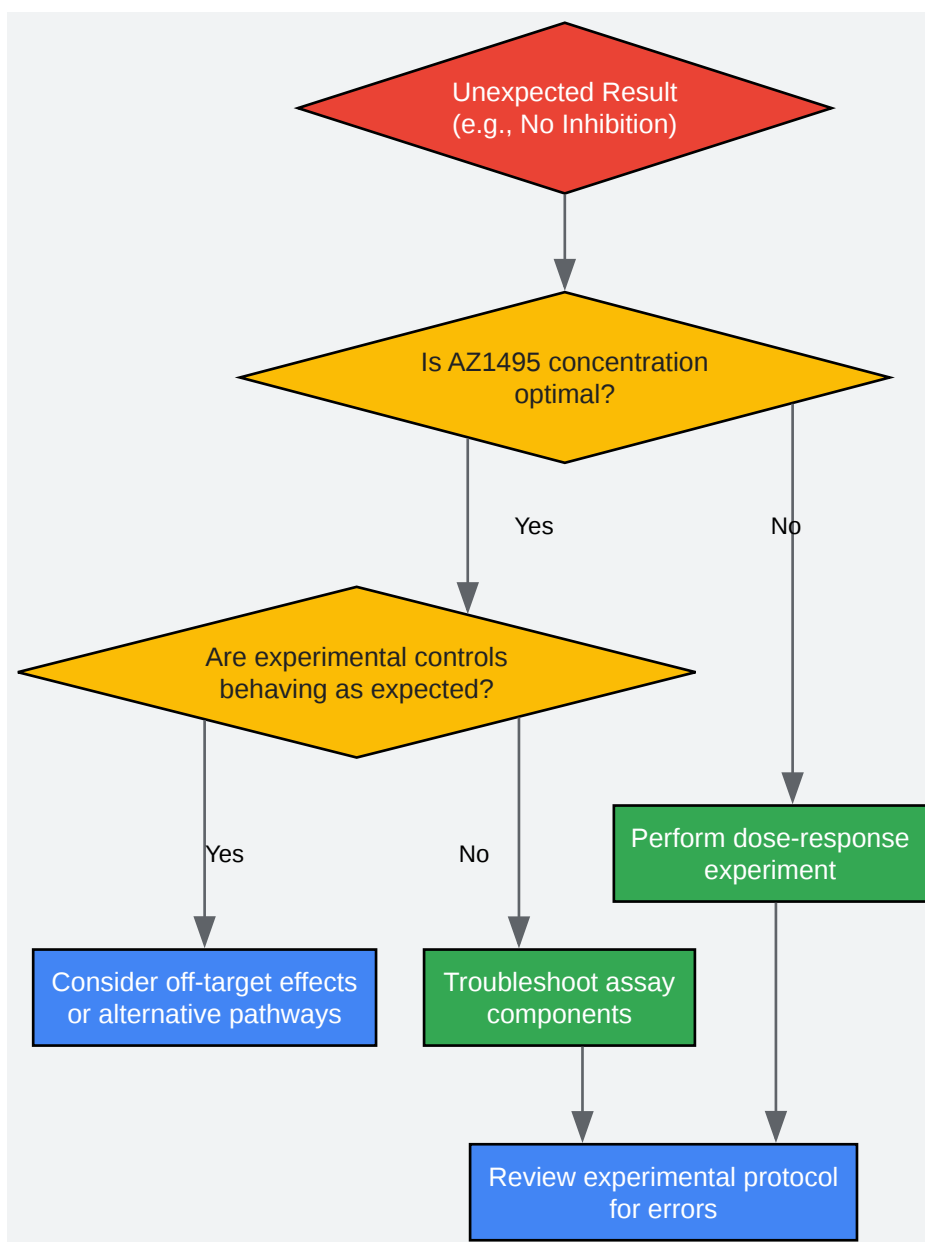 Unexpected Result
(e.g., No Inhibition)
Is AZ1495 concentration
optimal?
Yes
No
Are experimental controls
behaving as expected?
Perform dose-response
experiment
Yes
No
Consider off-target effects
or alternative pathways
Troubleshoot assay
components
Review experimental protocol
for errors